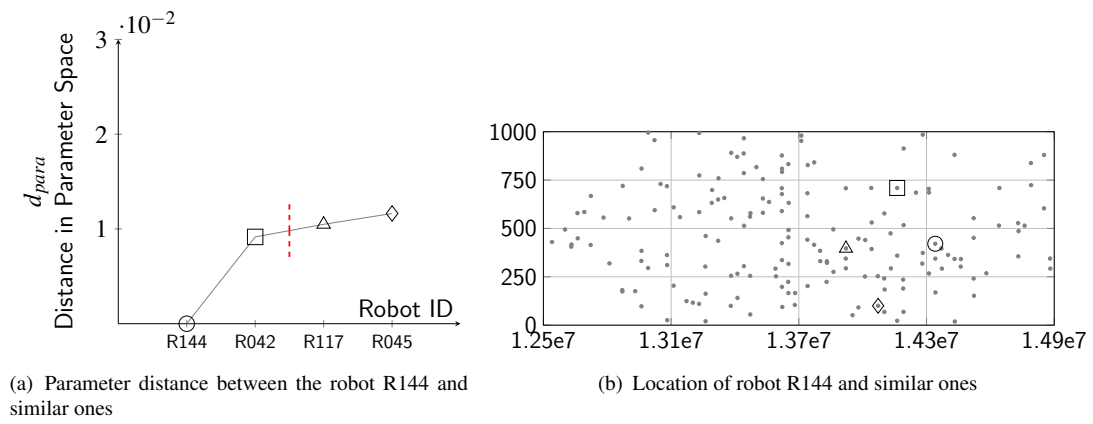 ·10−2
3
2
1
d_para
Distance in Parameter Space
Robot ID
R144 R042 R117 R045
(a) Parameter distance between the robot R144 and
similar ones
1000
750
500
250
0
1.25e7 1.31e7 1.37e7 1.43e7 1.49e7
(b) Location of robot R144 and similar ones